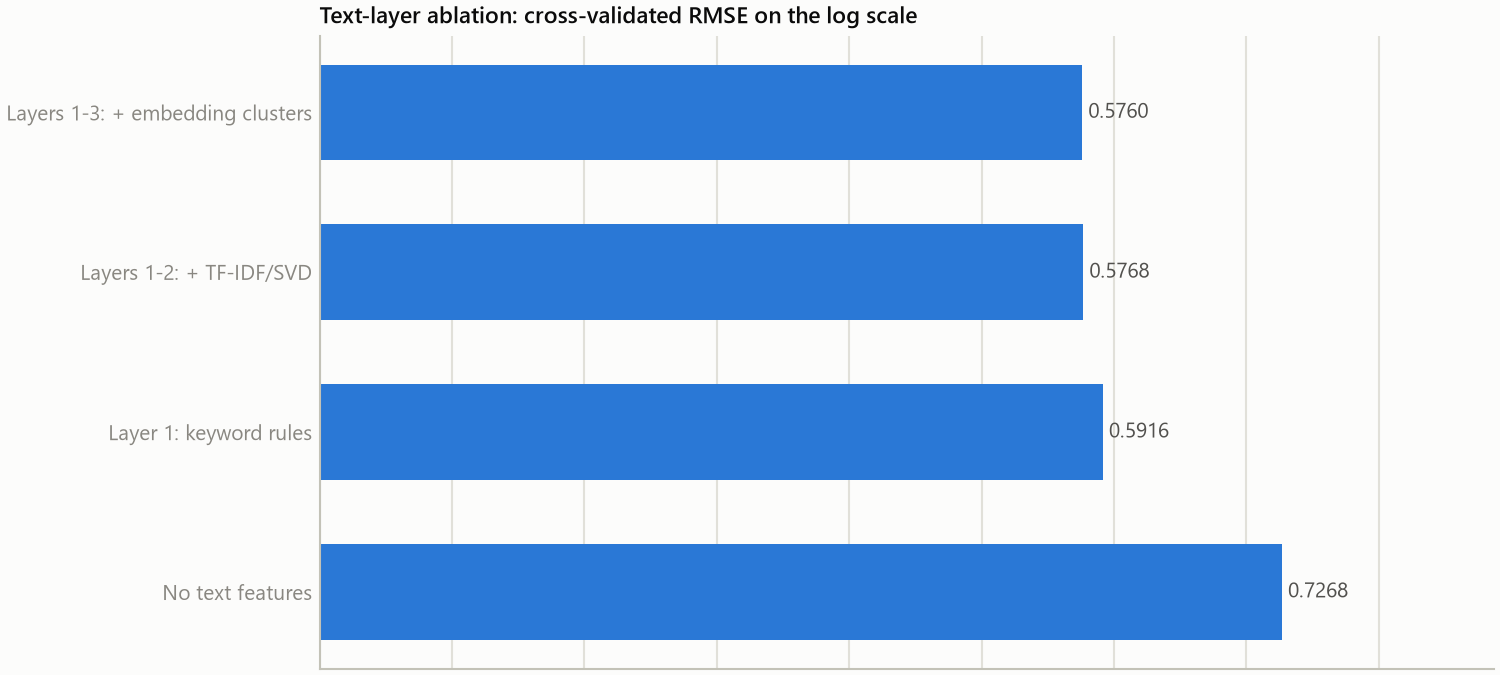 Text-layer ablation: cross-validated RMSE on the log scale
Layers 1-3: + embedding clusters
0.5760
Layers 1-2: + TF-IDF/SVD
0.5768
Layer 1: keyword rules
0.5916
No text features
0.7268